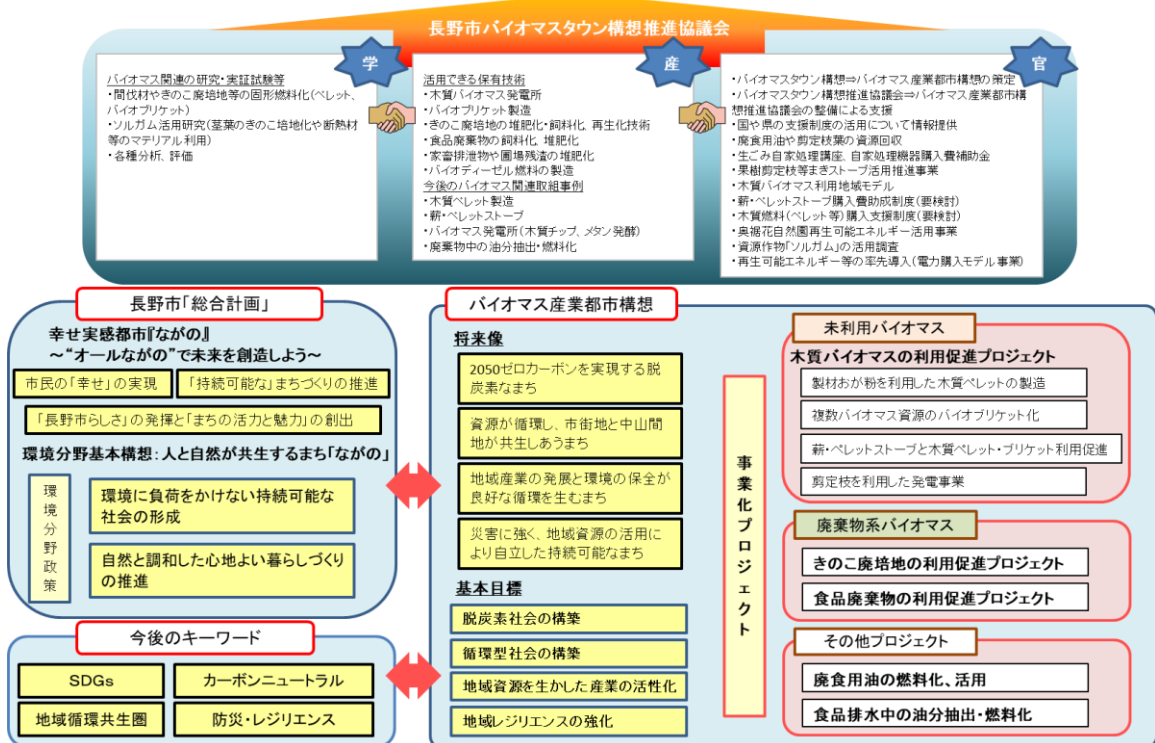 長野市バイオマスタウン構想推進協議会
学
バイオマス関連の研究・実証試験等
・間伐材やきのこ廃培地等の固形燃料化(ペレット、
バイオブリケット)
・ソルガム活用研究(茎葉のきのこ培地化や断熱材
等のマテリアル利用)
・各種分析、評価
産
活用できる保有技術
・木質バイオマス発電所
・バイオブリケット製造
・きのこ廃培地の堆肥化・飼料化、再生化技術
・食品廃棄物の飼料化、堆肥化
・家畜排泄物や圃場残渣の堆肥化
・バイオディーゼル燃料の製造
今後のバイオマス関連取組事例
・木質ペレット製造
・薪・ペレットストーブ
・バイオマス発電所(木質チップ、メタン発酵)
・廃棄物中の油分抽出・燃料化
官
・バイオマスタウン構想⇒バイオマス産業都市構想の策定
・バイオマスタウン構想推進協議会⇒バイオマス産業都市構
想推進協議会の整備による支援
・国や県の支援制度の活用について情報提供
・廃食用油や剪定枝葉の資源回収
・生ごみ自家処理講座、自家処理機器購入費補助金
・果樹剪定枝等まきストーブ活用推進事業
・木質バイオマス利用地域モデル
・薪・ペレットストーブ購入費助成制度(要検討)
・木質燃料(ペレット等)購入支援制度(要検討)
・奥裾花自然園再生可能エネルギー活用事業
・資源作物「ソルガム」の活用調査
・再生可能エネルギー等の率先導入(電力購入モデル事業)
長野市「総合計画」
幸せ実感都市『ながの』
～“オールながの”で未来を創造しよう～
市民の「幸せ」の実現
「持続可能な」まちづくりの推進
「長野市らしさ」の発揮と「まちの活力と魅力」の創出
環境分野基本構想：人と自然が共生するまち「ながの」
環境分野政策
環境に負荷をかけない持続可能な
社会の形成
自然と調和した心地よい暮らしづくり
の推進
今後のキーワード
SDGs
カーボンニュートラル
地域循環共生圏
防災・レジリエンス
バイオマス産業都市構想
将来像
2050ゼロカーボンを実現する脱
炭素なまち
資源が循環し、市街地と中山間
地が共生しあうまち
地域産業の発展と環境の保全が
良好な循環を生むまち
災害に強く、地域資源の活用に
より自立した持続可能なまち
基本目標
脱炭素社会の構築
循環型社会の構築
地域資源を生かした産業の活性化
地域レジリエンスの強化
事業化プロジェクト
未利用バイオマス
木質バイオマスの利用促進プロジェクト
製材おが粉を利用した木質ペレットの製造
複数バイオマス資源のバイオブリケット化
薪・ペレットストーブと木質ペレット・ブリケット利用促進
剪定枝を利用した発電事業
廃棄物系バイオマス
きのこ廃培地の利用促進プロジェクト
食品廃棄物の利用促進プロジェクト
その他プロジェクト
廃食用油の燃料化、活用
食品排水中の油分抽出・燃料化